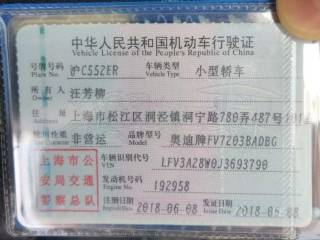 中华人民共和国机动车行驶证
Vehicle License of the People's Republic of China
号牌号码 沪C552ER 车辆类型 小型轿车
Plate No. Vehicle Type
所有人 汪芳柳
Owner
住址 上海市松江区洞泾镇洞宁路780弄487号
Address
使用性质 非营运 品牌型号 奥迪牌FV7203BADBG
Model
上海市公安局交通警察总队
车辆识别代号 LFV3A28W0J3693790
VIN
发动机号码 192958
Engine No.
注册日期 2018-06-08 发证日期 2018-06-08
Register Date Issue Date